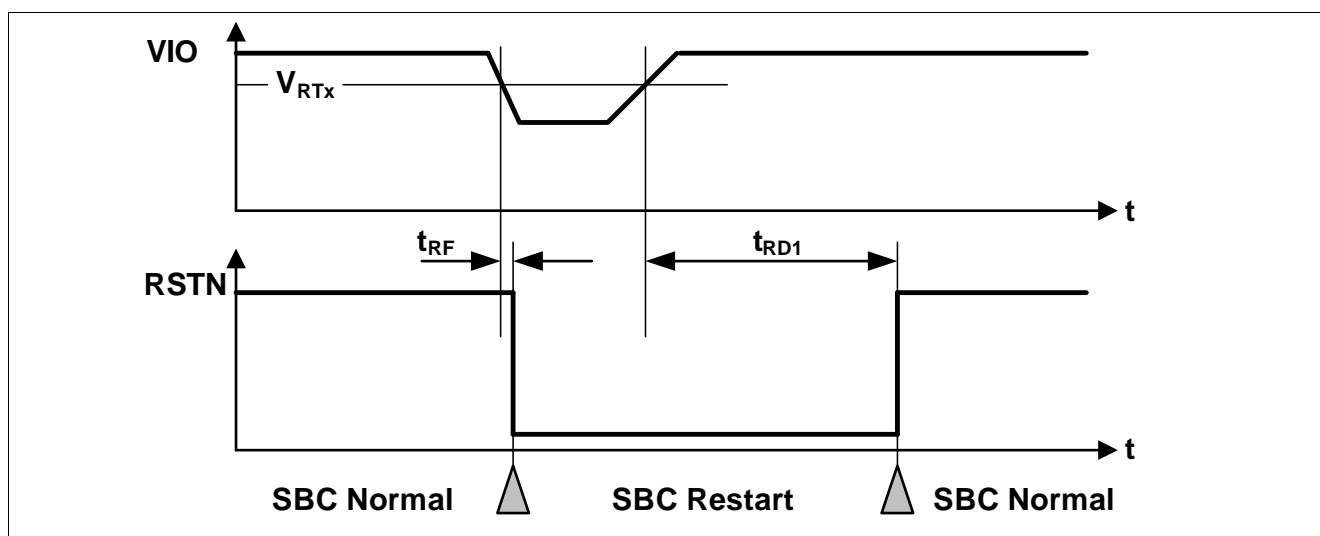 VIO
VRTx
t
tRF
tRD1
RSTN
t
SBC Normal
SBC Restart
SBC Normal